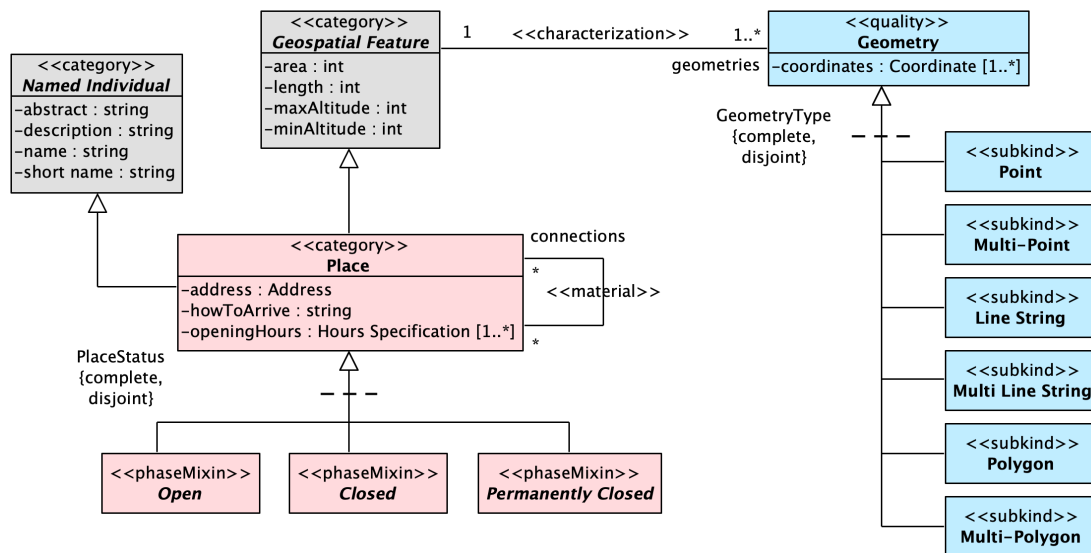 <<category>>
Named Individual
-abstract : string
-description : string
-name : string
-short name : string
<<category>>
Geospatial Feature
-area : int
-length : int
-maxAltitude : int
-minAltitude : int
1
<<characterization>>
1..*
geometries
<<quality>>
Geometry
-coordinates : Coordinate [1..*]
GeometryType
{complete,
disjoint}
<<subkind>>
Point
<<subkind>>
Multi-Point
<<subkind>>
Line String
<<subkind>>
Multi Line String
<<subkind>>
Polygon
<<subkind>>
Multi-Polygon
<<category>>
Place
-address : Address
-howToArrive : string
-openingHours : Hours Specification [1..*]
connections
*
<<material>>
*
PlaceStatus
{complete,
disjoint}
<<phaseMixin>>
Open
<<phaseMixin>>
Closed
<<phaseMixin>>
Permanently Closed